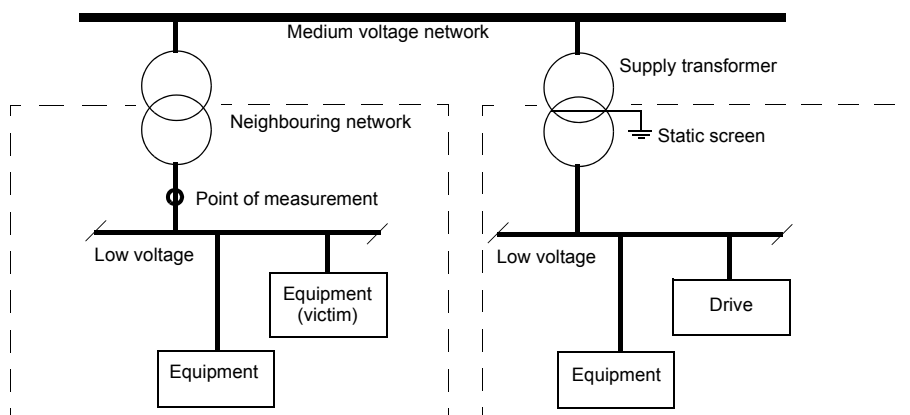 Medium voltage network
Supply transformer
Neighbouring network
Static screen
Point of measurement
Low voltage
Low voltage
Equipment
(victim)
Drive
Equipment
Equipment